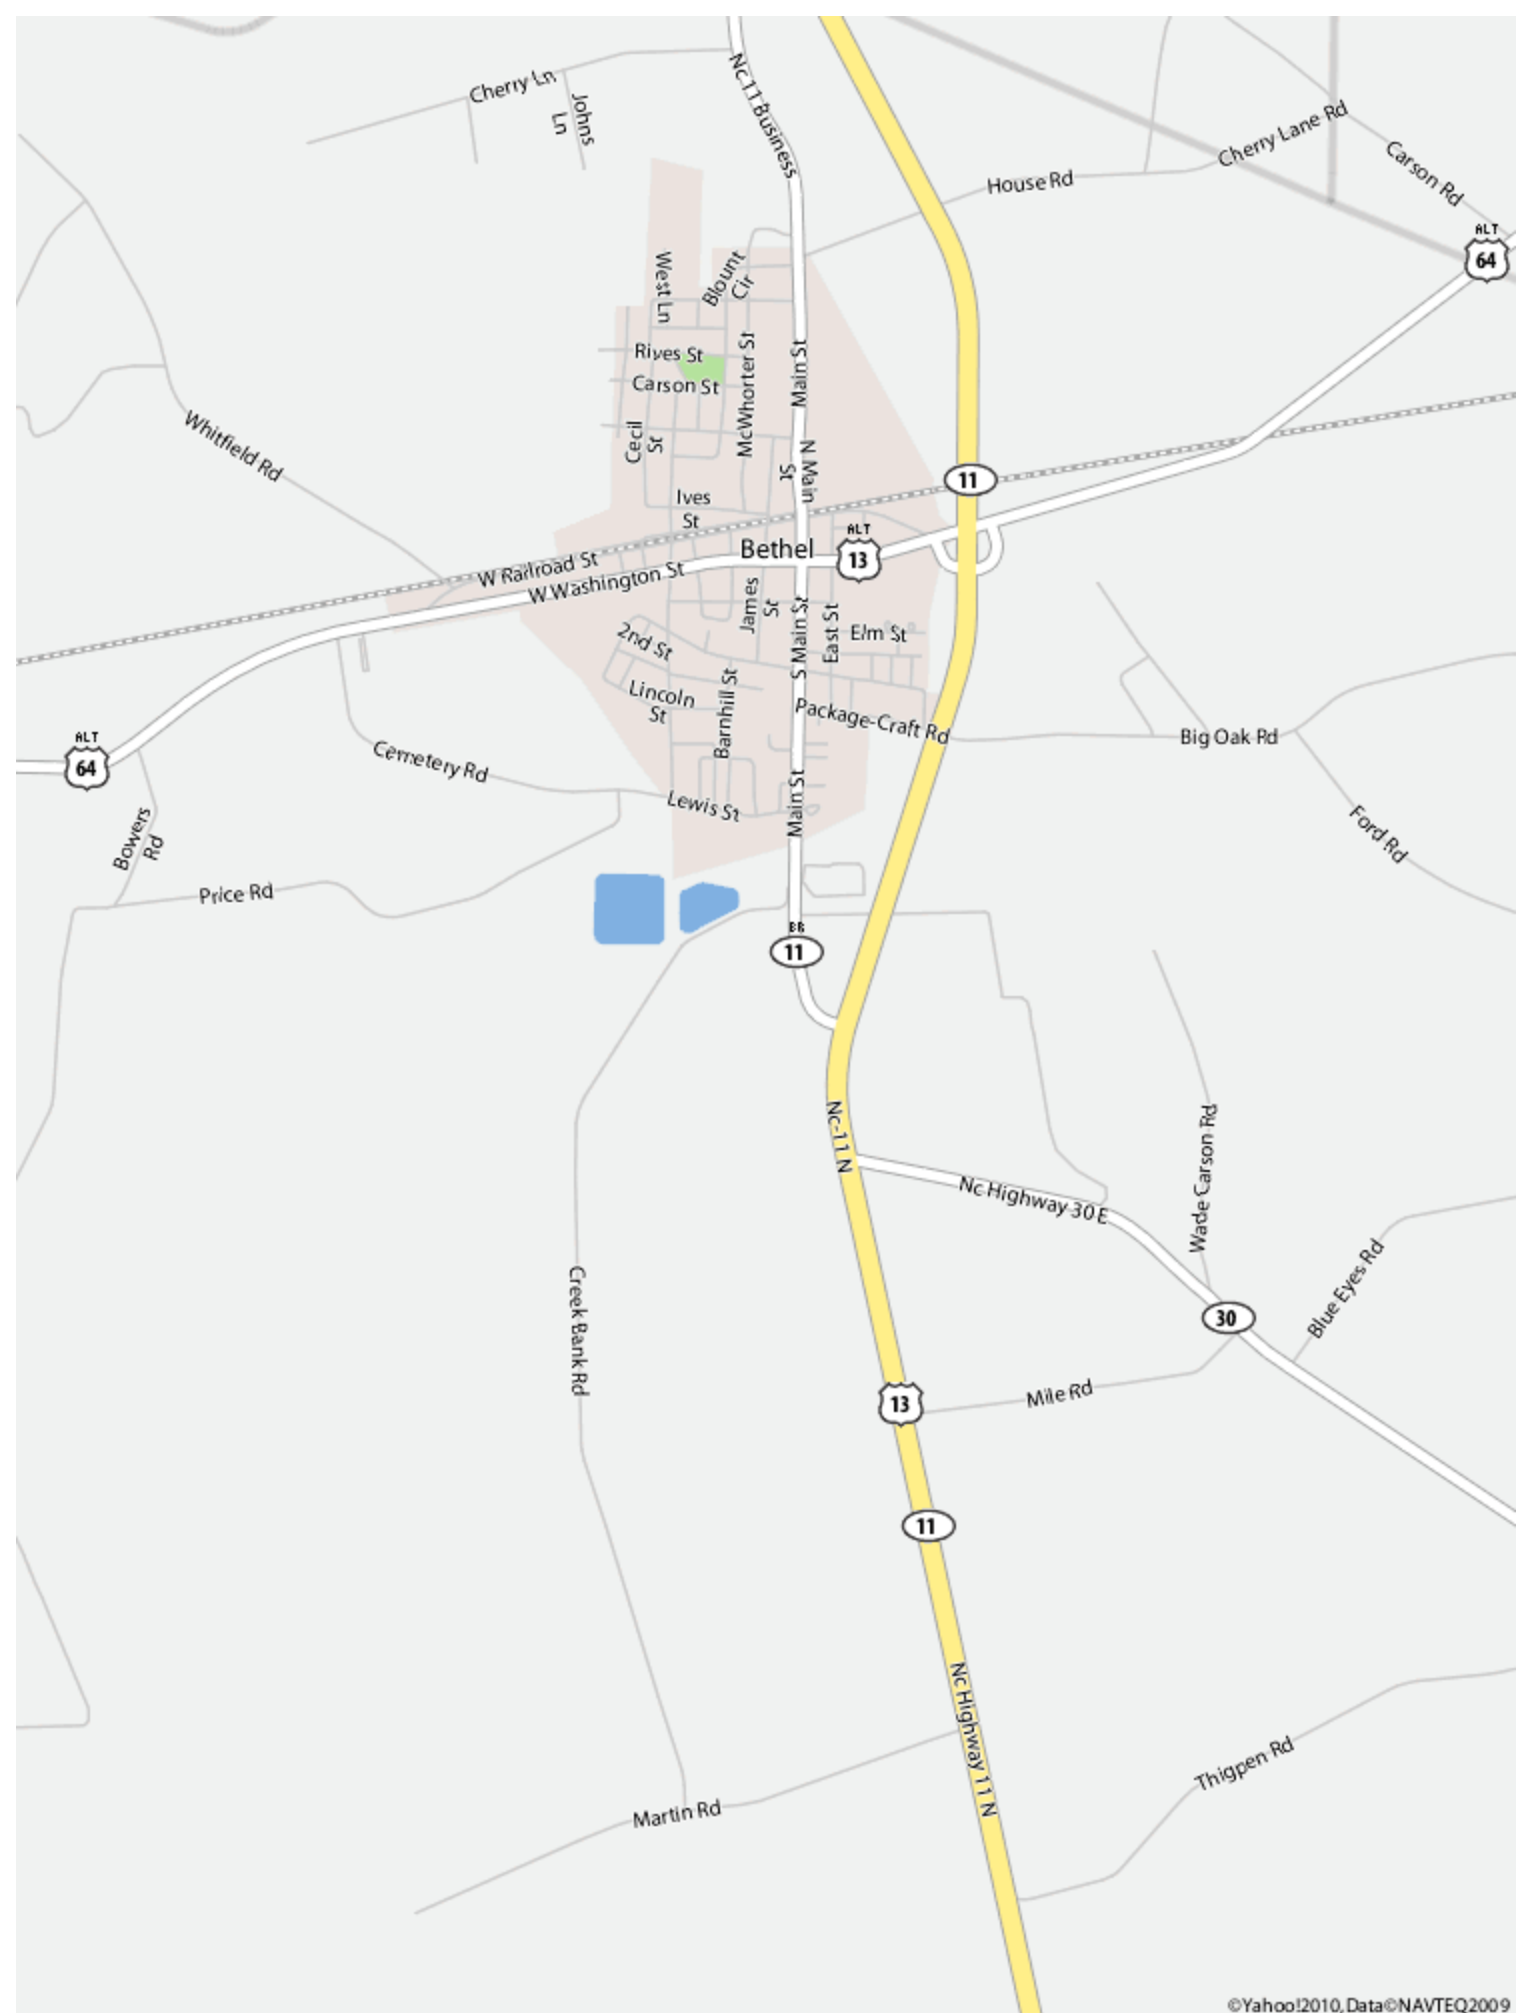 Cherry Ln
Johns
Ln
Nc 11 Business
Cherry Lane Rd
House Rd
Carson Rd
ALT
64
West Ln
Blount
Cir
Rives St
Carson St
McWhorter St
Main St
Cecil
St
N Main
St
Whitfield Rd
11
Ives
St
Bethel
ALT
13
W Railroad St
W Washington St
James
St
S Main St
East St
Elm St
2nd St
Lincoln
St
Barnhill St
Package-Craft Rd
Big Oak Rd
ALT
64
Cemetery Rd
Bowers
Rd
Lewis St
Main St
Ford Rd
Price Rd
BR
11
Nc-11 N
Nc Highway 30 E
Wade Carson Rd
Creek Bank Rd
Blue Eyes Rd
30
Mile Rd
13
11
Nc Highway 11 N
Thigpen Rd
Martin Rd
©Yahoo!2010, Data©NAVTEQ2009